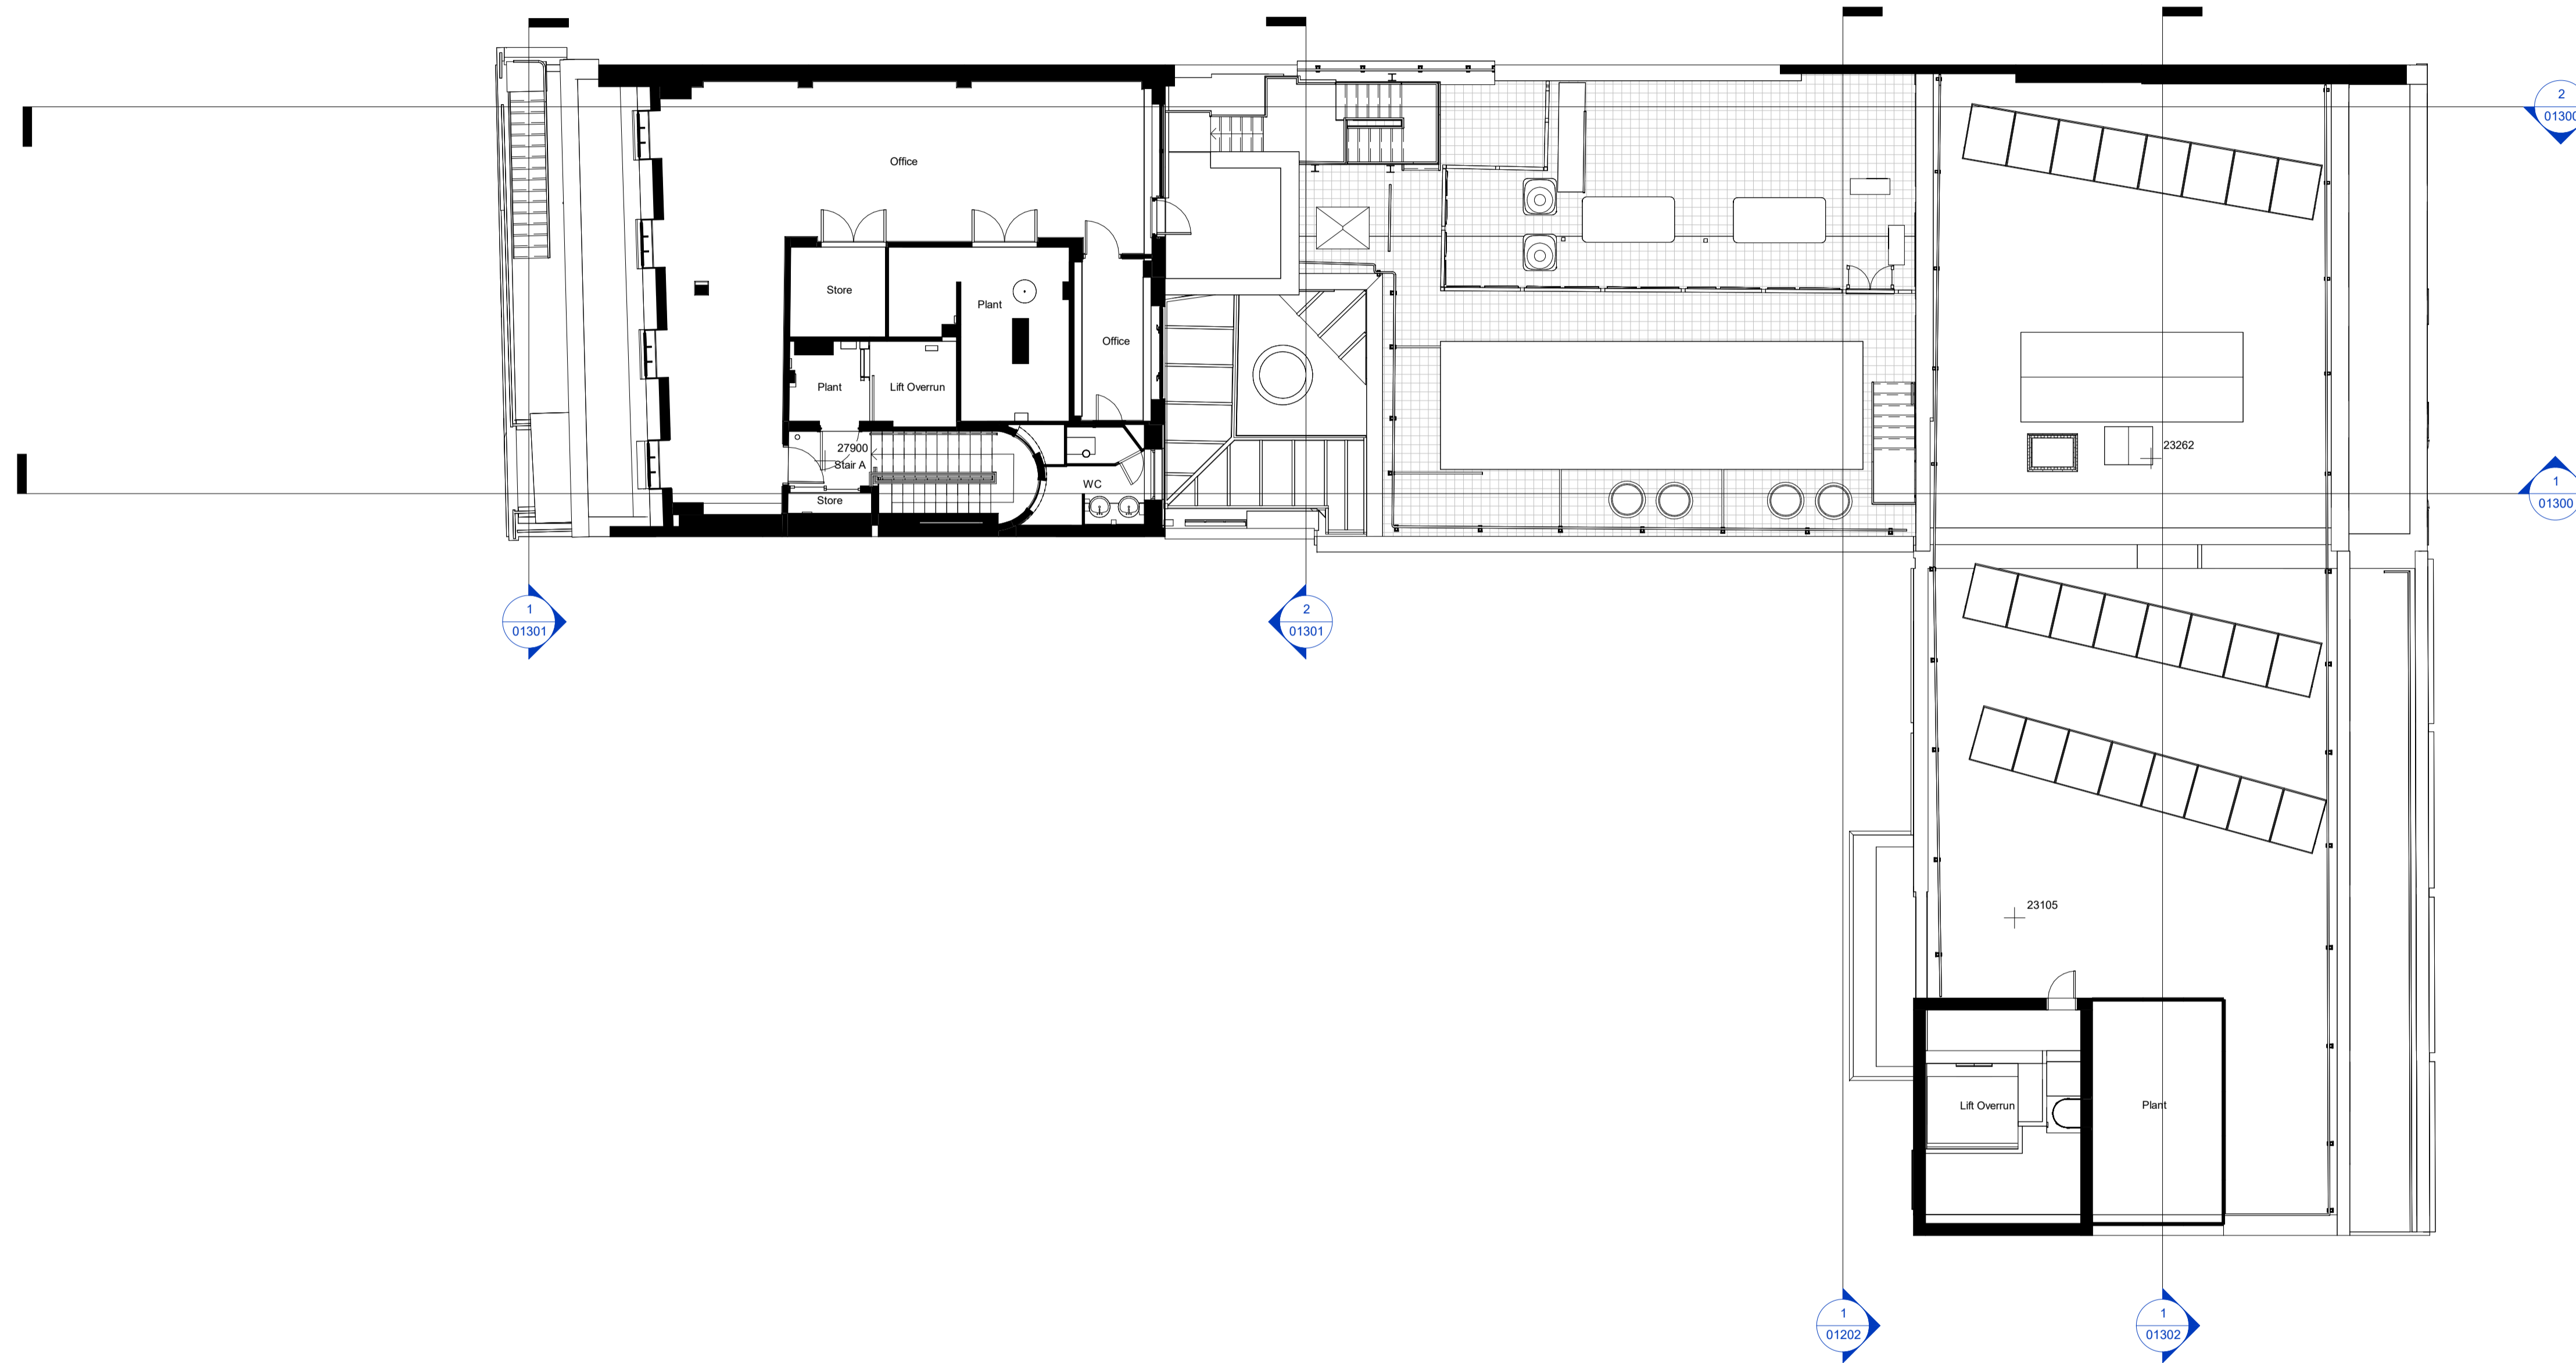 2
01300
Office
Store
Plant
Office
Plant
Lift Overrun
27900
Stair A
23262
WC
Store
1
01300
1
01301
2
01301
23105
Lift Overrun
Plant
1
01202
1
01302